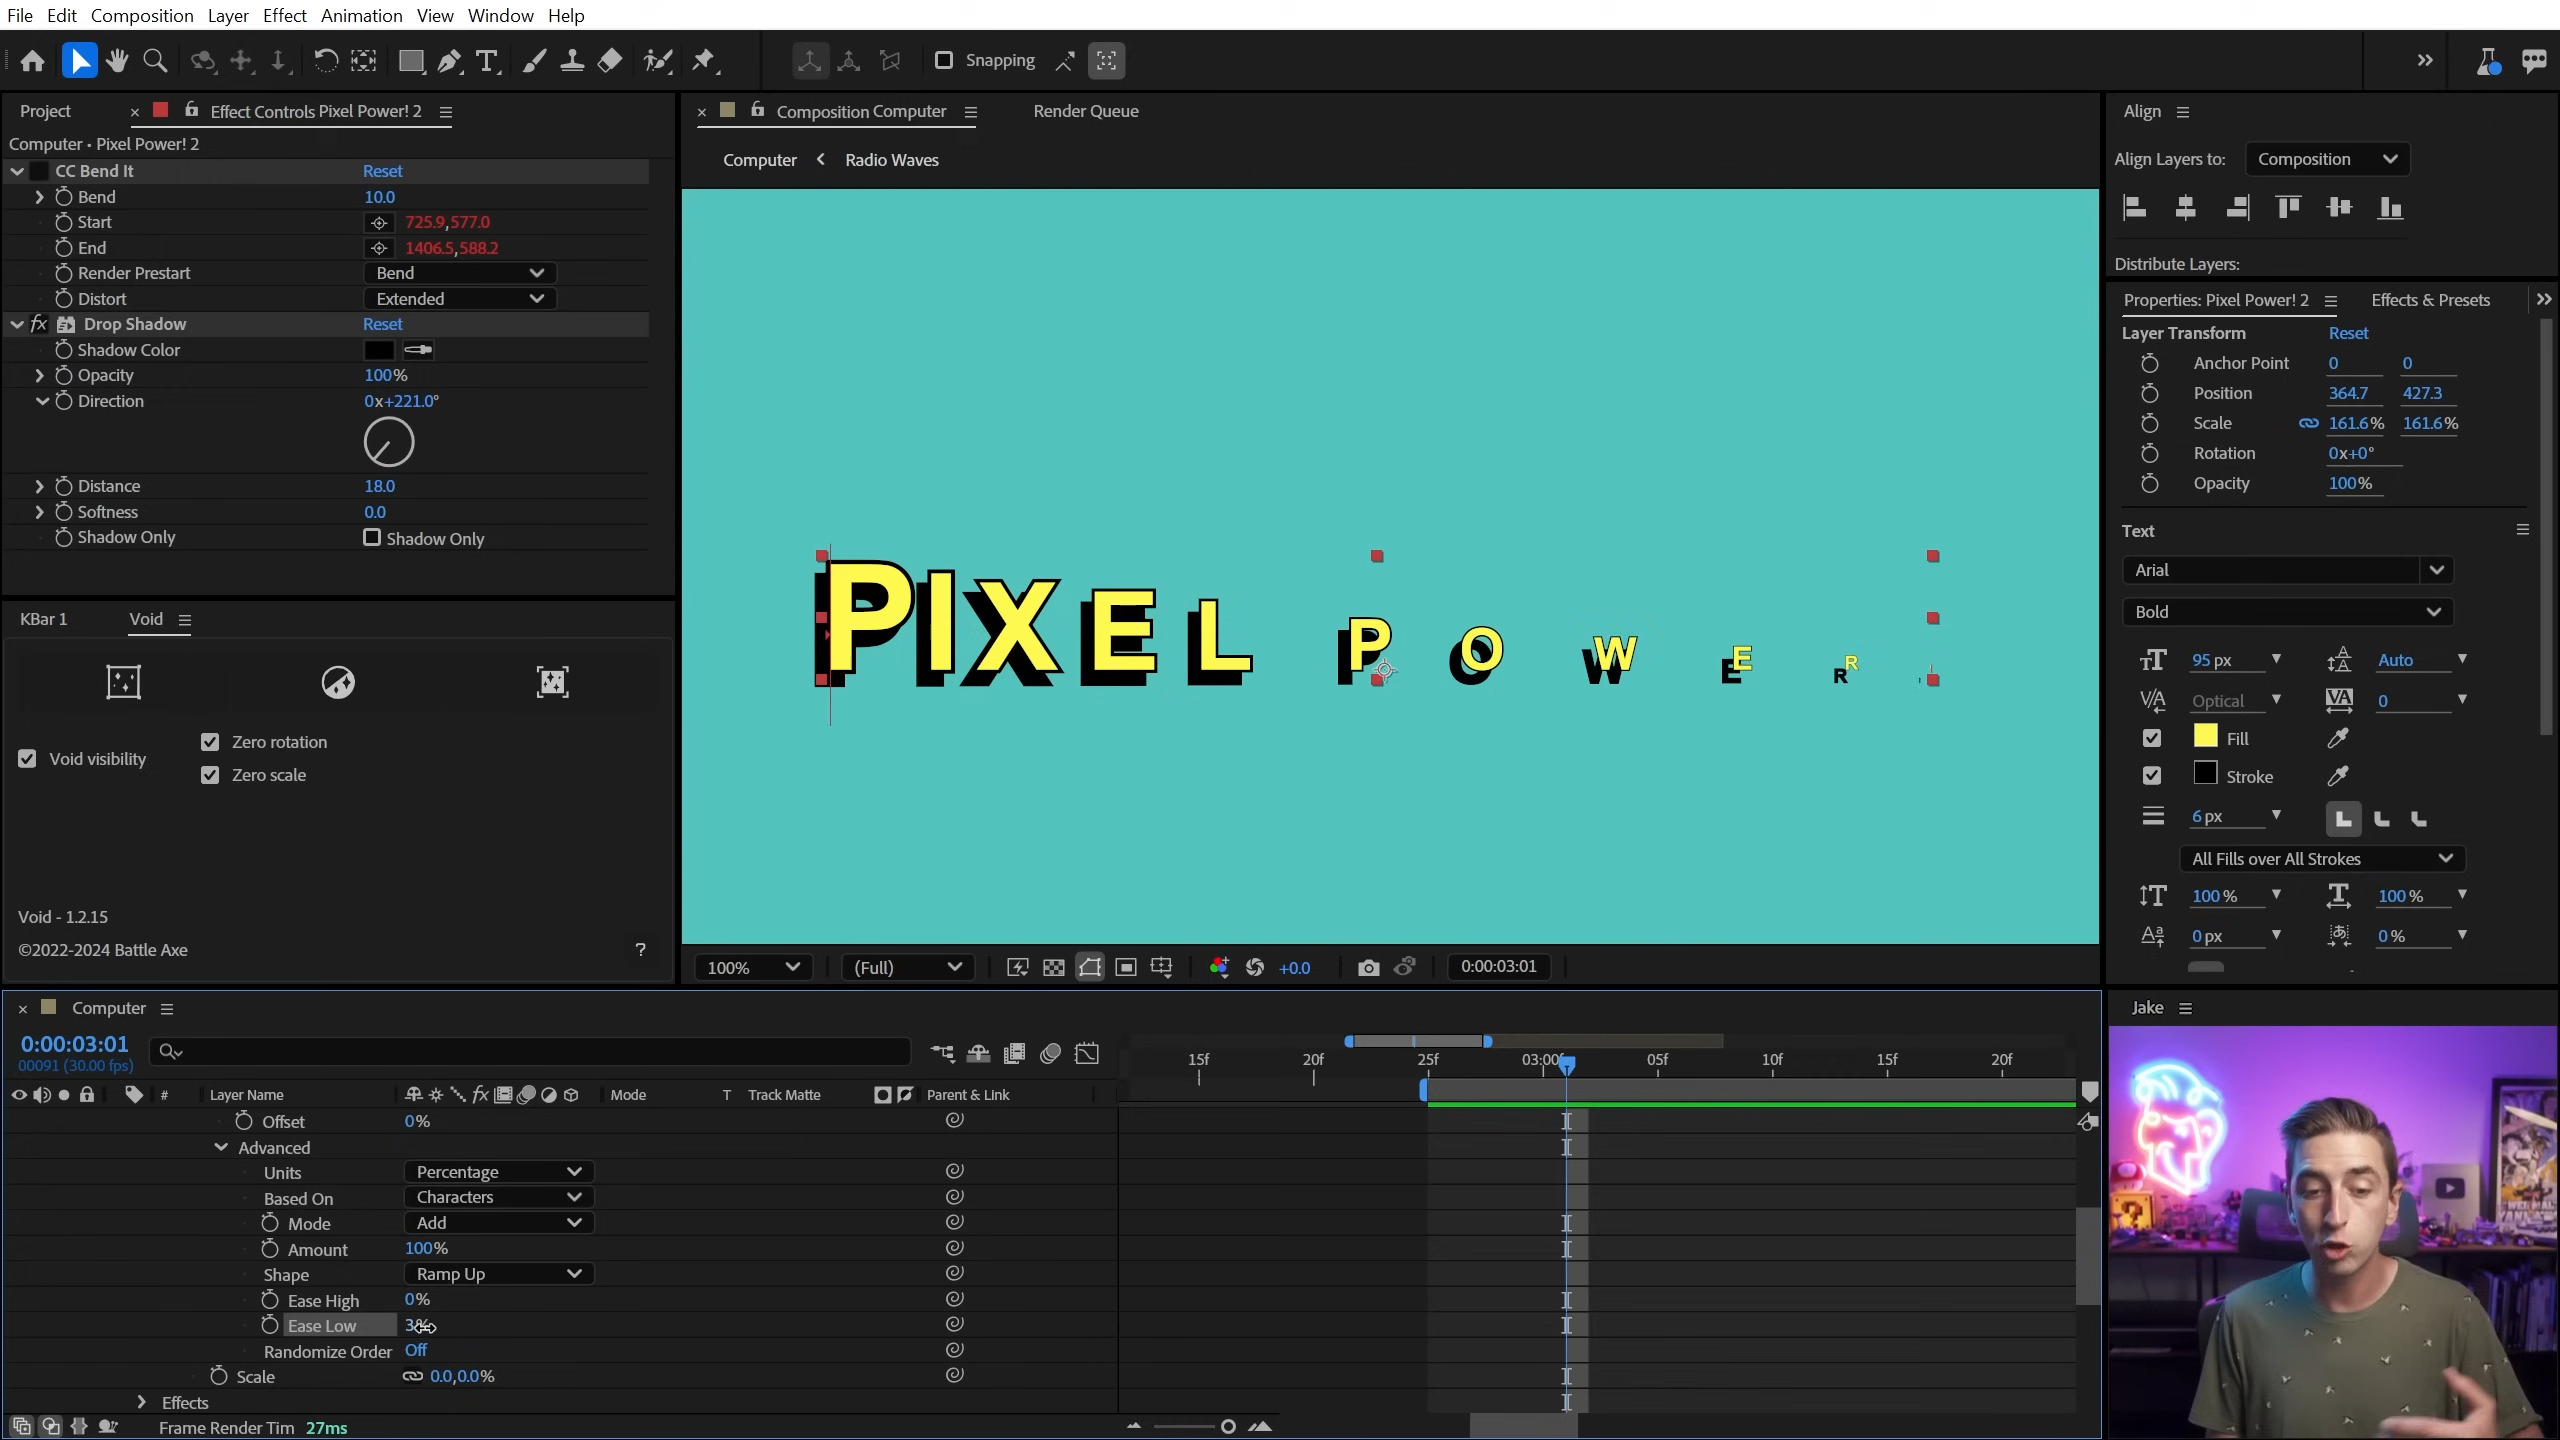 File Edit Composition Layer Effect Animation View Window Help
Snapping
Project
Effect Controls Pixel Power! 2
Computer • Pixel Power! 2
CC Bend It Reset
Bend 10.0
Start 725.9,577.0
End 1406.5,588.2
Render Prestart Bend
Distort Extended
fx Drop Shadow Reset
Shadow Color
Opacity 100%
Direction 0x+221.0°
Distance 18.0
Softness 0.0
Shadow Only Shadow Only
KBar 1 Void
Void visibility
Zero rotation
Zero scale
Void - 1.2.15
©2022-2024 Battle Axe ?
Composition Computer Render Queue
Computer Radio Waves
PIXEL POWER
100% (Full) +0.0 0:00:03:01
Align
Align Layers to: Composition
Distribute Layers:
Properties: Pixel Power! 2 Effects & Presets
Layer Transform Reset
Anchor Point 0 0
Position 364.7 427.3
Scale 161.6% 161.6%
Rotation 0x+0°
Opacity 100%
Text
Arial
Bold
95 px Auto
Optical 0
Fill
Stroke
6 px
All Fills over All Strokes
100 % 100 %
0 px 0 %
Computer
0:00:03:01
00091 (30.00 fps)
15f 20f 25f 03:00f 05f 10f 15f 20f
# Layer Name fx Mode T Track Matte Parent & Link
Offset 0%
Advanced
Units Percentage
Based On Characters
Mode Add
Amount 100%
Shape Ramp Up
Ease High 0%
Ease Low 3%
Randomize Order Off
Scale 0.0,0.0%
Effects
Frame Render Tim 27ms
Jake